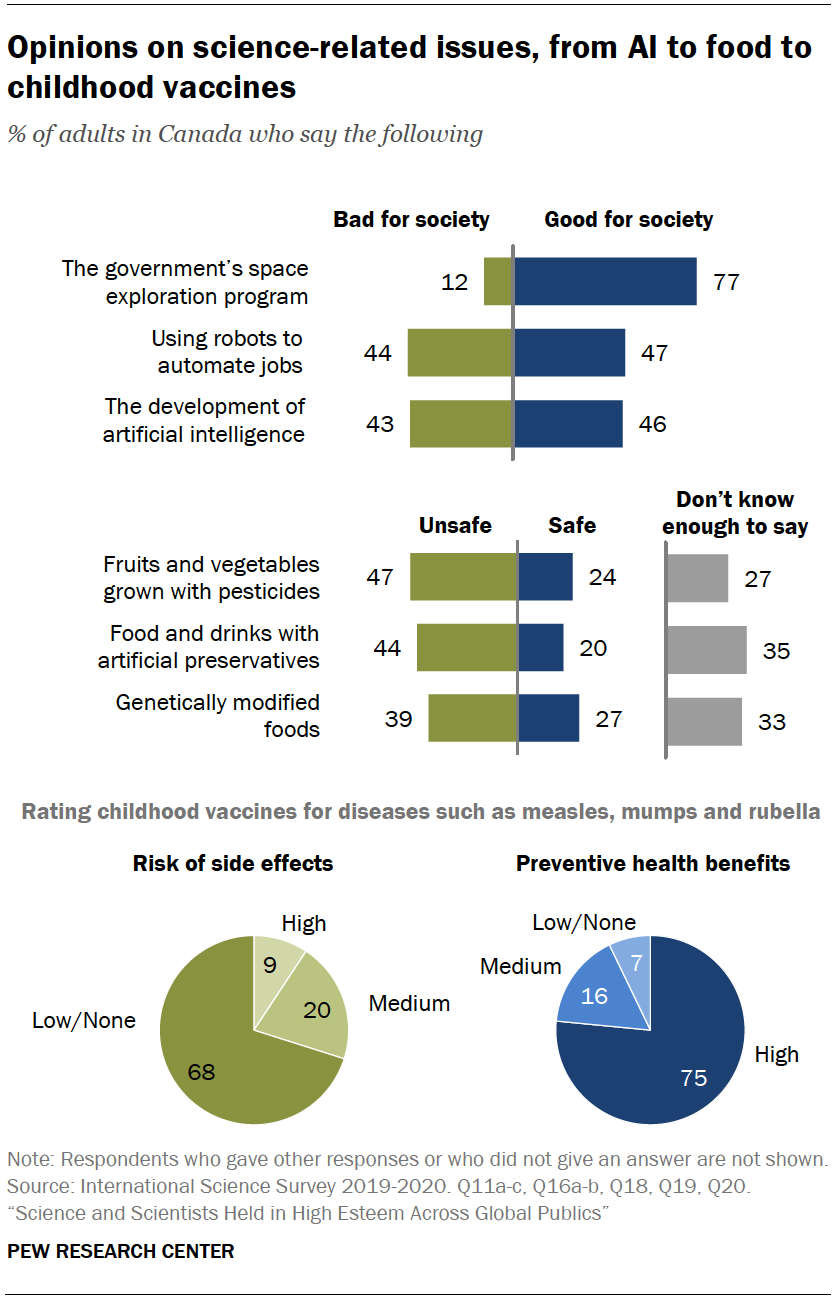 Opinions on science-related issues, from AI to food to
childhood vaccines
% of adults in Canada who say the following
Bad for society Good for society
The government's space
exploration program
12 77
Using robots to
automate jobs
44 47
The development of
artificial intelligence
43 46
Don't know
enough to say
Unsafe Safe
Fruits and vegetables
grown with pesticides
47 24 27
Food and drinks with
artificial preservatives
44 20 35
Genetically modified
foods
39 27 33
Rating childhood vaccines for diseases such as measles, mumps and rubella
Risk of side effects
High
9
Medium
20
Low/None
68
Preventive health benefits
Low/None
7
Medium
16
High
75
Note: Respondents who gave other responses or who did not give an answer are not shown.
Source: International Science Survey 2019-2020. Q11a-c, Q16a-b, Q18, Q19, Q20.
“Science and Scientists Held in High Esteem Across Global Publics”
PEW RESEARCH CENTER